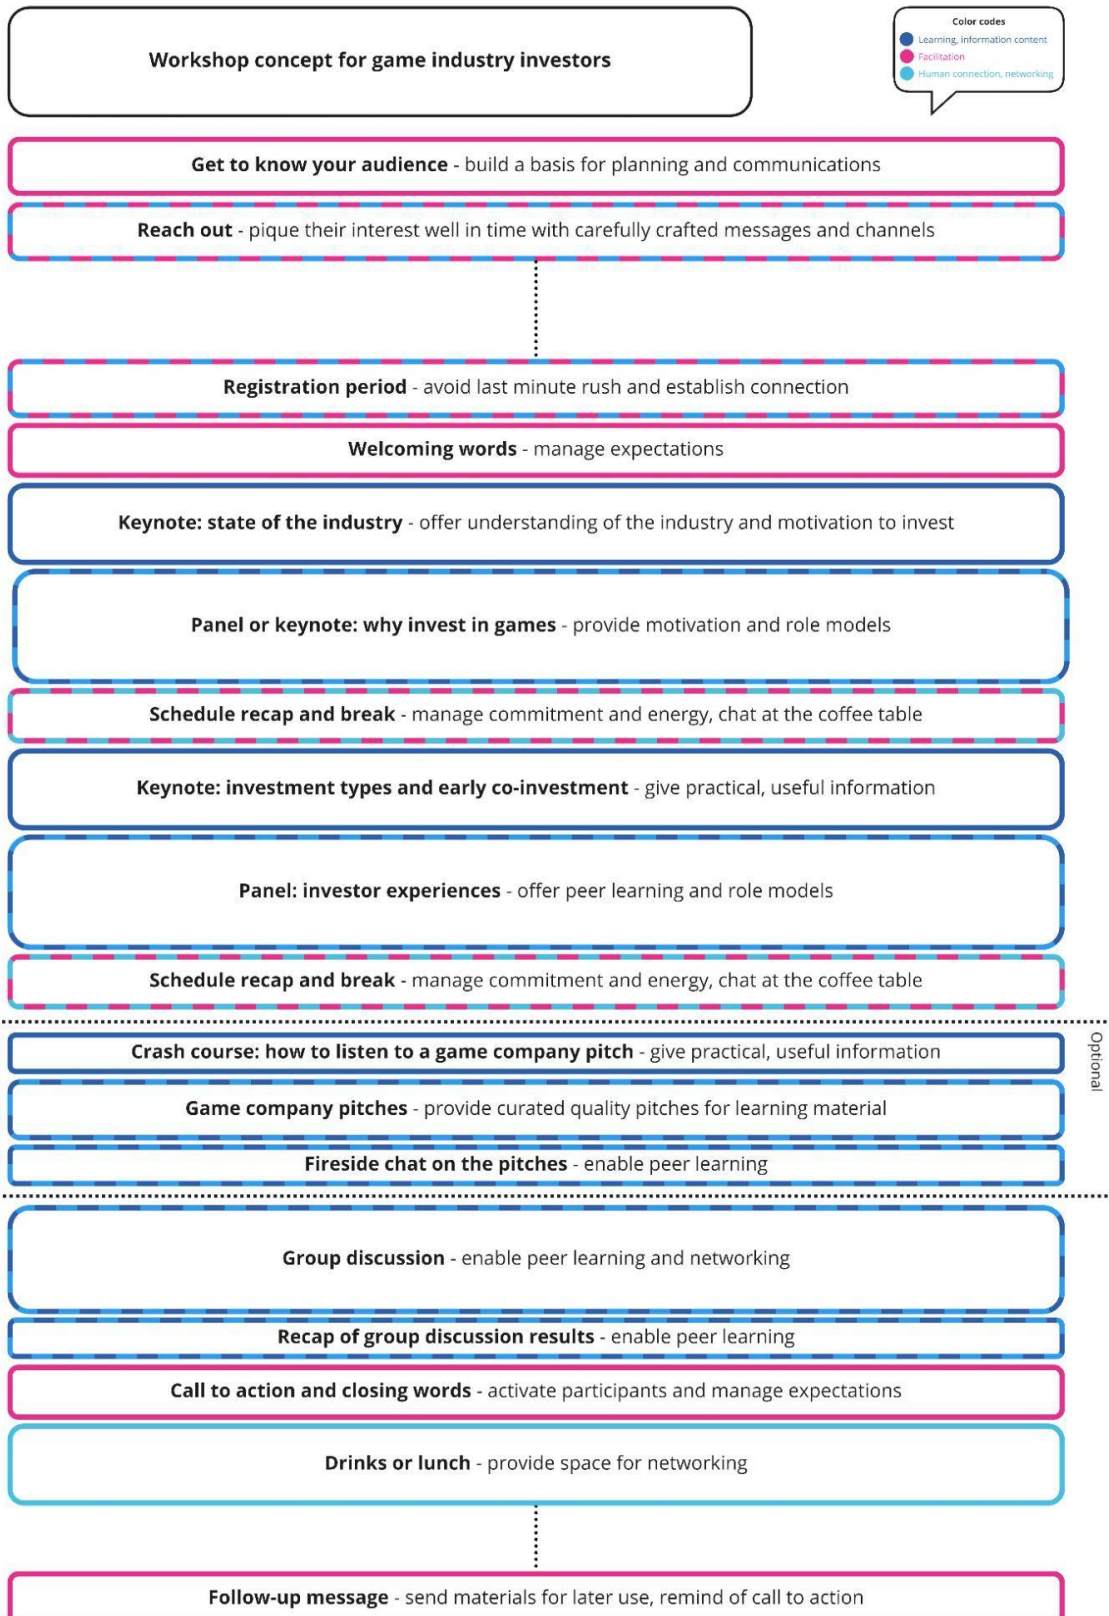 Workshop concept for game industry investors
Color codes
Learning, information content
Facilitation
Human connection, networking
Get to know your audience - build a basis for planning and communications
Reach out - pique their interest well in time with carefully crafted messages and channels
Registration period - avoid last minute rush and establish connection
Welcoming words - manage expectations
Keynote: state of the industry - offer understanding of the industry and motivation to invest
Panel or keynote: why invest in games - provide motivation and role models
Schedule recap and break - manage commitment and energy, chat at the coffee table
Keynote: investment types and early co-investment - give practical, useful information
Panel: investor experiences - offer peer learning and role models
Schedule recap and break - manage commitment and energy, chat at the coffee table
Optional
Crash course: how to listen to a game company pitch - give practical, useful information
Game company pitches - provide curated quality pitches for learning material
Fireside chat on the pitches - enable peer learning
Group discussion - enable peer learning and networking
Recap of group discussion results - enable peer learning
Call to action and closing words - activate participants and manage expectations
Drinks or lunch - provide space for networking
Follow-up message - send materials for later use, remind of call to action